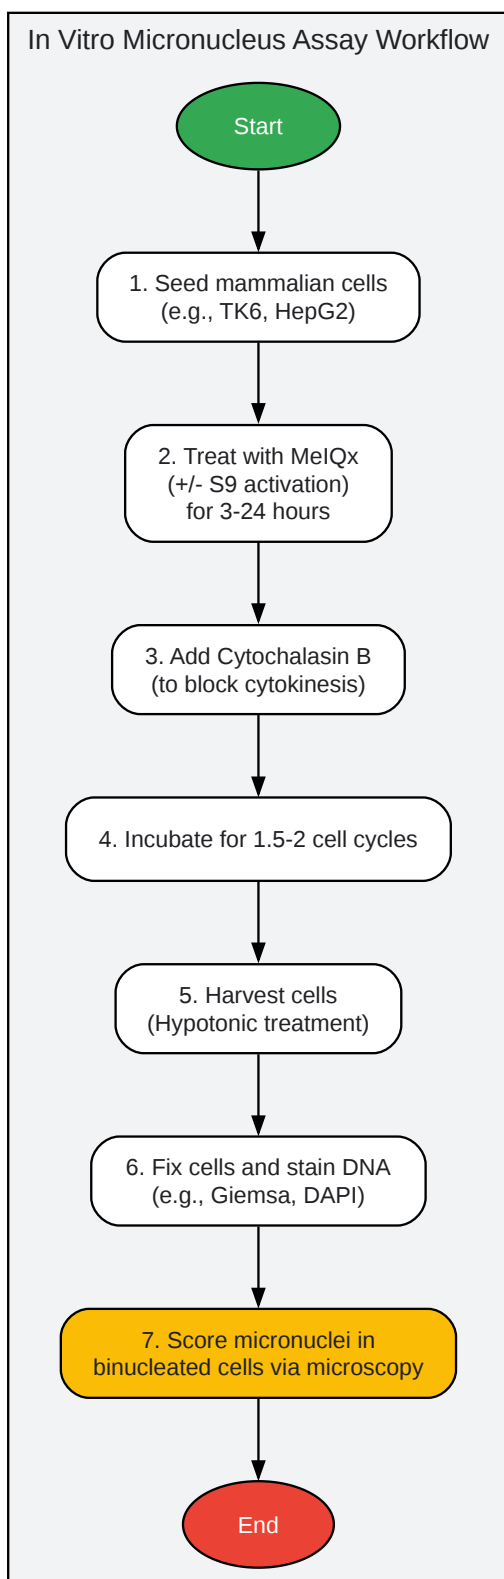 In Vitro Micronucleus Assay Workflow
Start
1. Seed mammalian cells
(e.g., TK6, HepG2)
2. Treat with MeIQx
(+/- S9 activation)
for 3-24 hours
3. Add Cytochalasin B
(to block cytokinesis)
4. Incubate for 1.5-2 cell cycles
5. Harvest cells
(Hypotonic treatment)
6. Fix cells and stain DNA
(e.g., Giemsa, DAPI)
7. Score micronuclei in
binucleated cells via microscopy
End